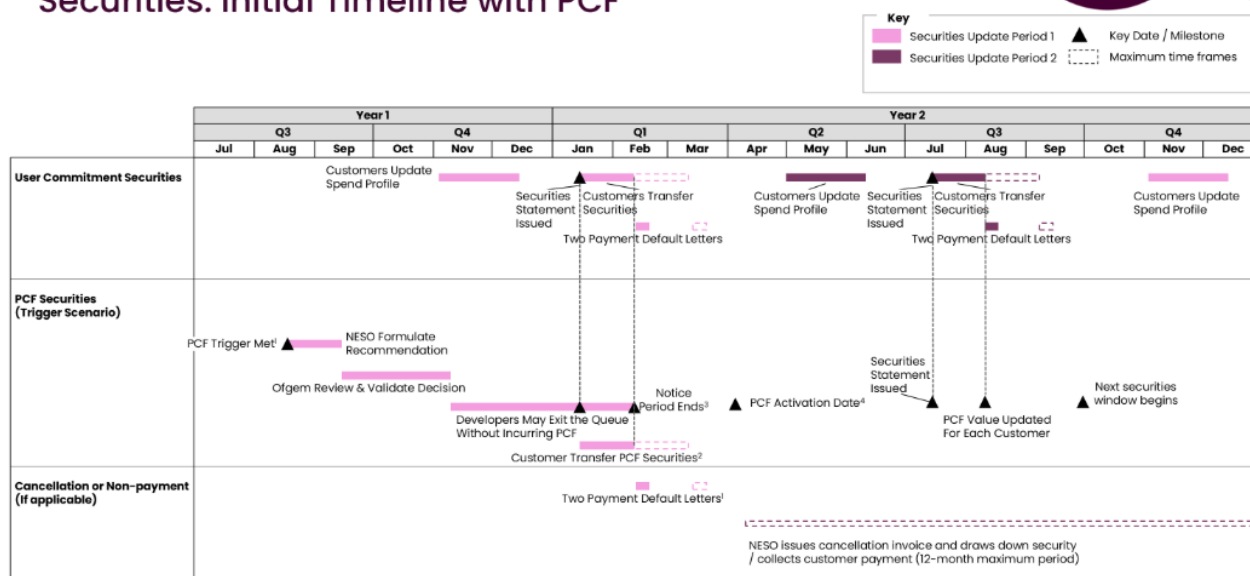 Securities: Initial Timeline with PCF
Key
Securities Update Period 1
Key Date / Milestone
Securities Update Period 2
Maximum time frames
Year 1
Year 2
Q3
Q4
Q1
Q2
Q3
Q4
Jul
Aug
Sep
Oct
Nov
Dec
Jan
Feb
Mar
Apr
May
Jun
Jul
Aug
Sep
Oct
Nov
Dec
User Commitment Securities
Customers Update
Spend Profile
Securities
Statement
Issued
Customers Transfer
Securities
Two Payment Default Letters
Customers Update
Spend Profile
Securities
Statement
Issued
Customers Transfer
Securities
Two Payment Default Letters
Customers Update
Spend Profile
PCF Securities
(Trigger Scenario)
PCF Trigger Met¹
NESO Formulate
Recommendation
Ofgem Review & Validate Decision
Developers May Exit the Queue
Without Incurring PCF
Notice
Period Ends³
Customer Transfer PCF Securities²
PCF Activation Date⁴
Securities
Statement
Issued
PCF Value Updated
For Each Customer
Next securities
window begins
Cancellation or Non-payment
(If applicable)
Two Payment Default Letters¹
NESO issues cancellation invoice and draws down security
/ collects customer payment (12-month maximum period)